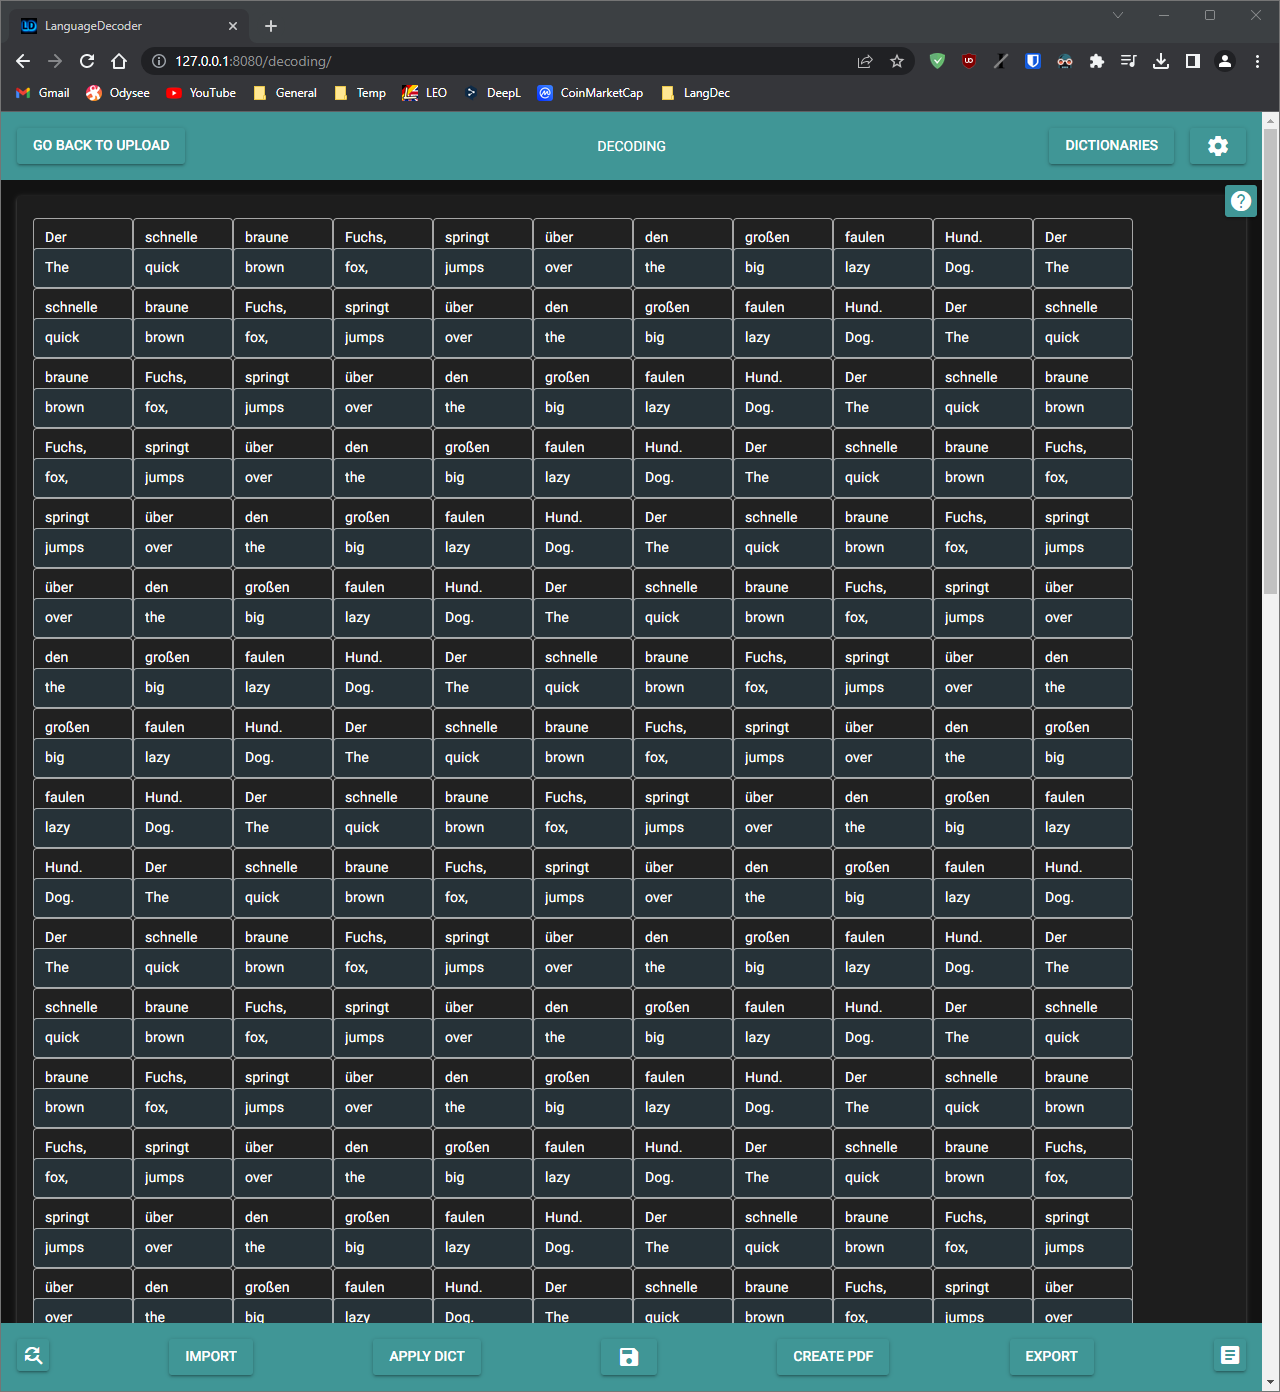 LanguageDecoder
127.0.0.1:8080/decoding/
Gmail Odysee YouTube General Temp LEO DeepL CoinMarketCap LangDec
GO BACK TO UPLOAD DECODING DICTIONARIES
Der schnelle braune Fuchs, springt über den großen faulen Hund. Der
The quick brown fox, jumps over the big lazy Dog. The
schnelle braune Fuchs, springt über den großen faulen Hund. Der schnelle
quick brown fox, jumps over the big lazy Dog. The quick
braune Fuchs, springt über den großen faulen Hund. Der schnelle braune
brown fox, jumps over the big lazy Dog. The quick brown
Fuchs, springt über den großen faulen Hund. Der schnelle braune Fuchs,
fox, jumps over the big lazy Dog. The quick brown fox,
springt über den großen faulen Hund. Der schnelle braune Fuchs, springt
jumps over the big lazy Dog. The quick brown fox, jumps
über den großen faulen Hund. Der schnelle braune Fuchs, springt über
over the big lazy Dog. The quick brown fox, jumps over
den großen faulen Hund. Der schnelle braune Fuchs, springt über den
the big lazy Dog. The quick brown fox, jumps over the
großen faulen Hund. Der schnelle braune Fuchs, springt über den großen
big lazy Dog. The quick brown fox, jumps over the big
faulen Hund. Der schnelle braune Fuchs, springt über den großen faulen
lazy Dog. The quick brown fox, jumps over the big lazy
Hund. Der schnelle braune Fuchs, springt über den großen faulen Hund.
Dog. The quick brown fox, jumps over the big lazy Dog.
Der schnelle braune Fuchs, springt über den großen faulen Hund. Der
The quick brown fox, jumps over the big lazy Dog. The
schnelle braune Fuchs, springt über den großen faulen Hund. Der schnelle
quick brown fox, jumps over the big lazy Dog. The quick
braune Fuchs, springt über den großen faulen Hund. Der schnelle braune
brown fox, jumps over the big lazy Dog. The quick brown
Fuchs, springt über den großen faulen Hund. Der schnelle braune Fuchs,
fox, jumps over the big lazy Dog. The quick brown fox,
springt über den großen faulen Hund. Der schnelle braune Fuchs, springt
jumps over the big lazy Dog. The quick brown fox, jumps
über den großen faulen Hund. Der schnelle braune Fuchs, springt über
over the big lazy Dog. The quick brown fox, jumps over
IMPORT APPLY DICT CREATE PDF EXPORT